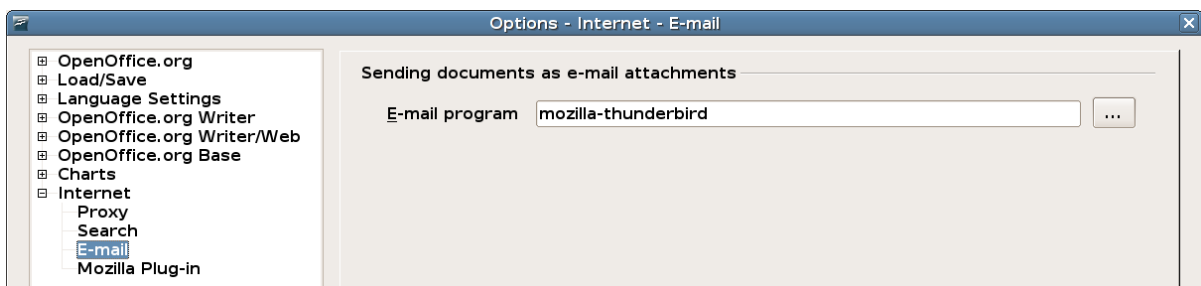 Options - Internet - E-mail
OpenOffice.org
Load/Save
Language Settings
OpenOffice.org Writer
OpenOffice.org Writer/Web
OpenOffice.org Base
Charts
Internet
Proxy
Search
E-mail
Mozilla Plug-in
Sending documents as e-mail attachments
E-mail program mozilla-thunderbird ...